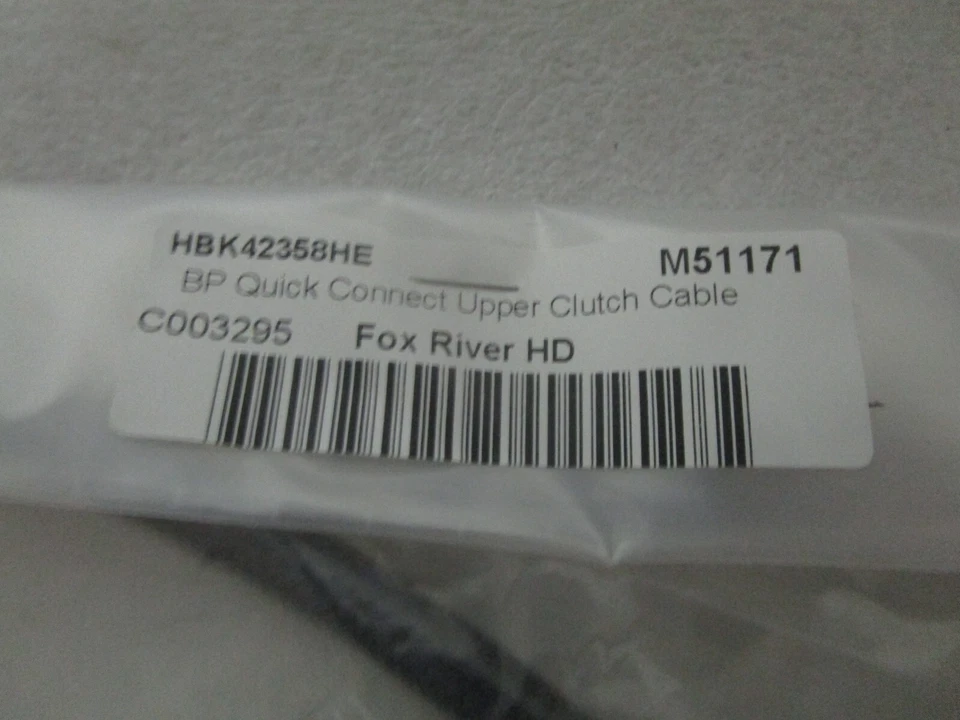 HBK42358HE M51171
BP Quick Connect Upper Clutch Cable
C003295 Fox River HD